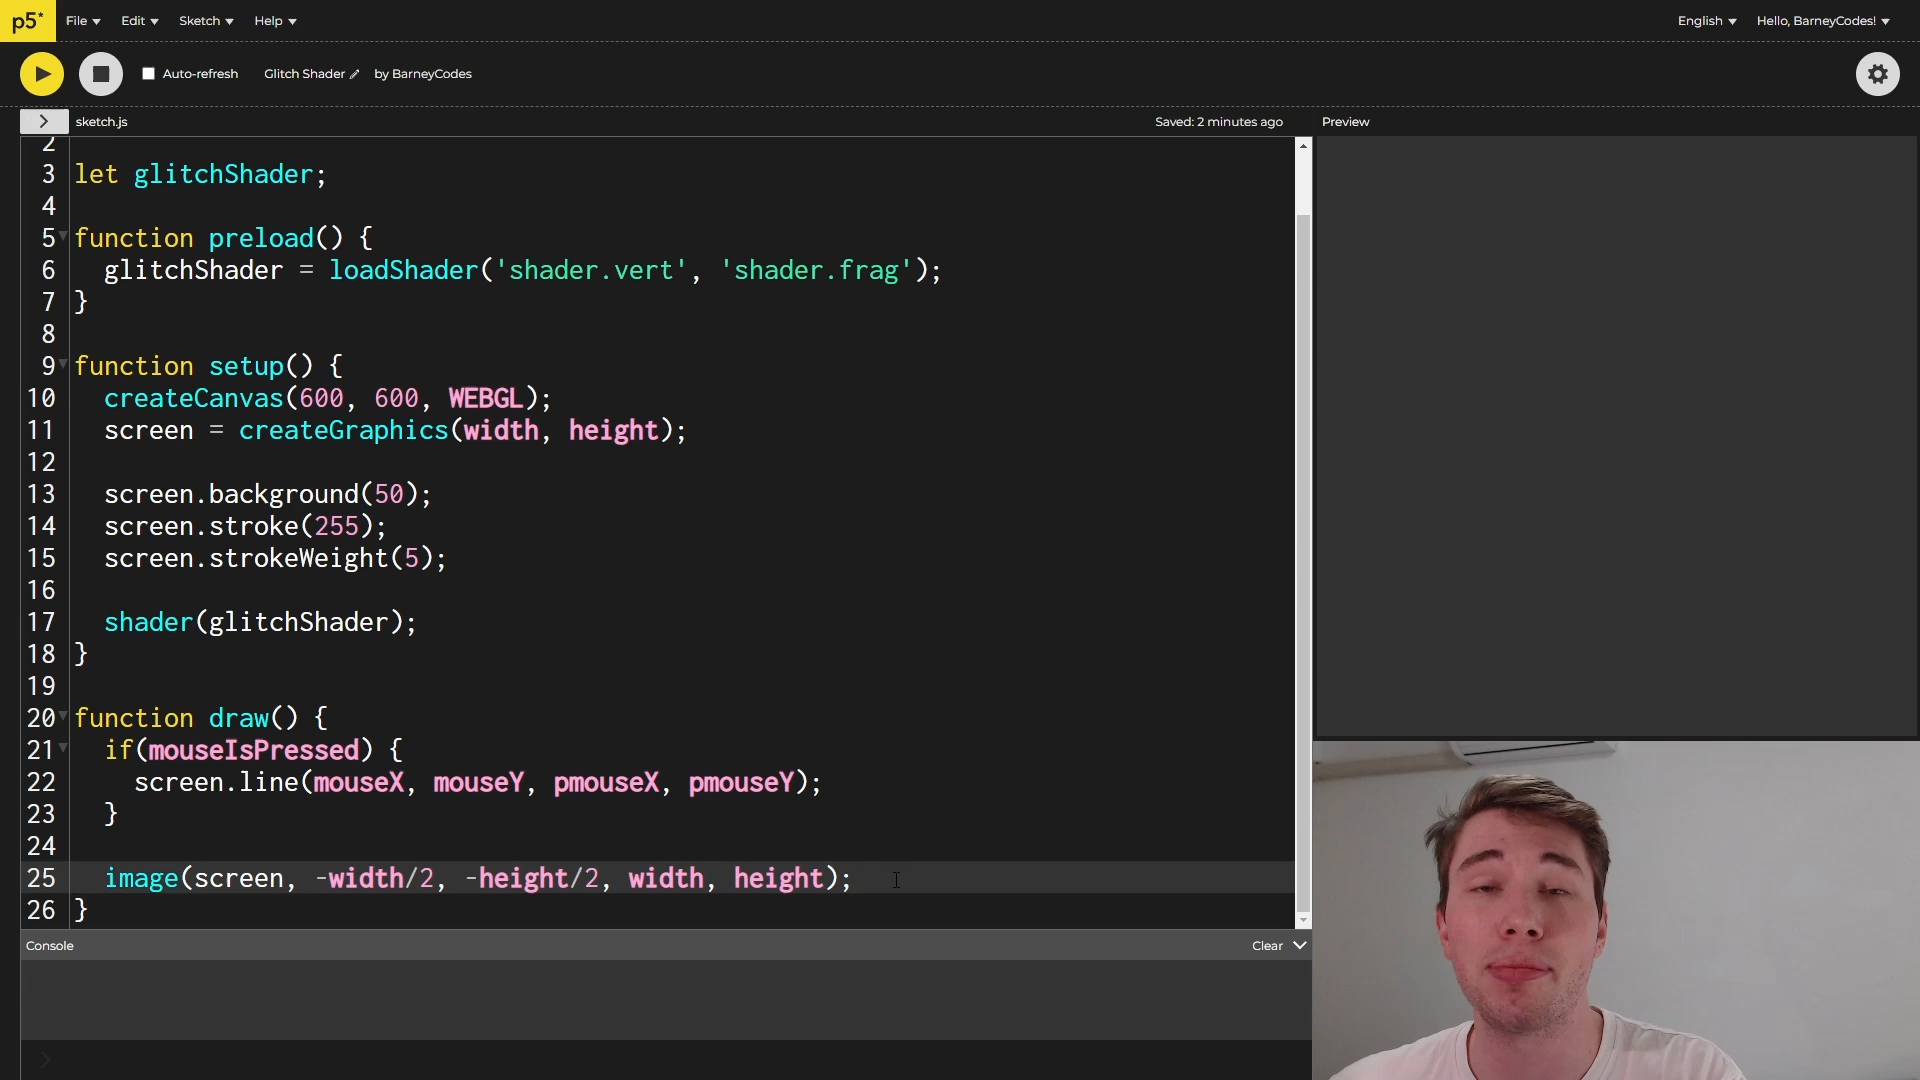 p5* File Edit Sketch Help English Hello, BarneyCodes!
Auto-refresh Glitch Shader by BarneyCodes
> sketch.js Saved: 2 minutes ago Preview
2
3 let glitchShader;
4
5 function preload() {
6   glitchShader = loadShader('shader.vert', 'shader.frag');
7 }
8
9 function setup() {
10   createCanvas(600, 600, WEBGL);
11   screen = createGraphics(width, height);
12
13   screen.background(50);
14   screen.stroke(255);
15   screen.strokeWeight(5);
16
17   shader(glitchShader);
18 }
19
20 function draw() {
21   if(mouseIsPressed) {
22     screen.line(mouseX, mouseY, pmouseX, pmouseY);
23   }
24
25   image(screen, -width/2, -height/2, width, height);
26 }
Console Clear
>